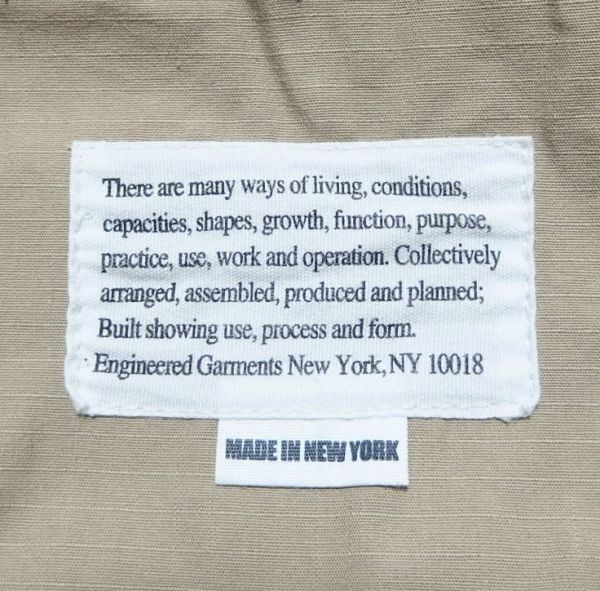 There are many ways of living, conditions,
capacities, shapes, growth, function, purpose,
practice, use, work and operation. Collectively
arranged, assembled, produced and planned;
Built showing use, process and form.
Engineered Garments New York, NY 10018
MADE IN NEW YORK